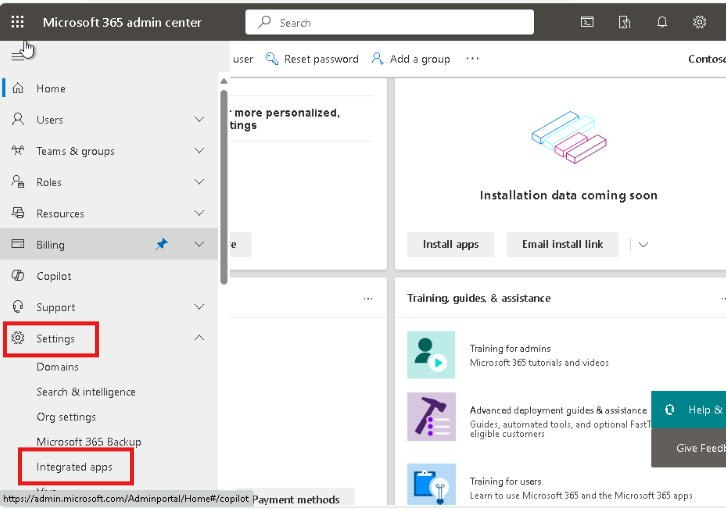 Microsoft 365 admin center
Search
user
Reset password
Add a group
Contoso
Home
Users
Teams & groups
Roles
Resources
Billing
Copilot
Support
Settings
Domains
Search & intelligence
Org settings
Microsoft 365 Backup
Integrated apps
https://admin.microsoft.com/Adminportal/Home#/copilot
r more personalized,
ttings
re
Payment methods
Installation data coming soon
Install apps
Email install link
Training, guides, & assistance
Training for admins
Microsoft 365 tutorials and videos
Advanced deployment guides & assistance
Guides, automated tools, and optional FastT
eligible customers
Training for users
Learn to use Microsoft 365 and the Microsoft 365 apps
Help &
Give Feedb